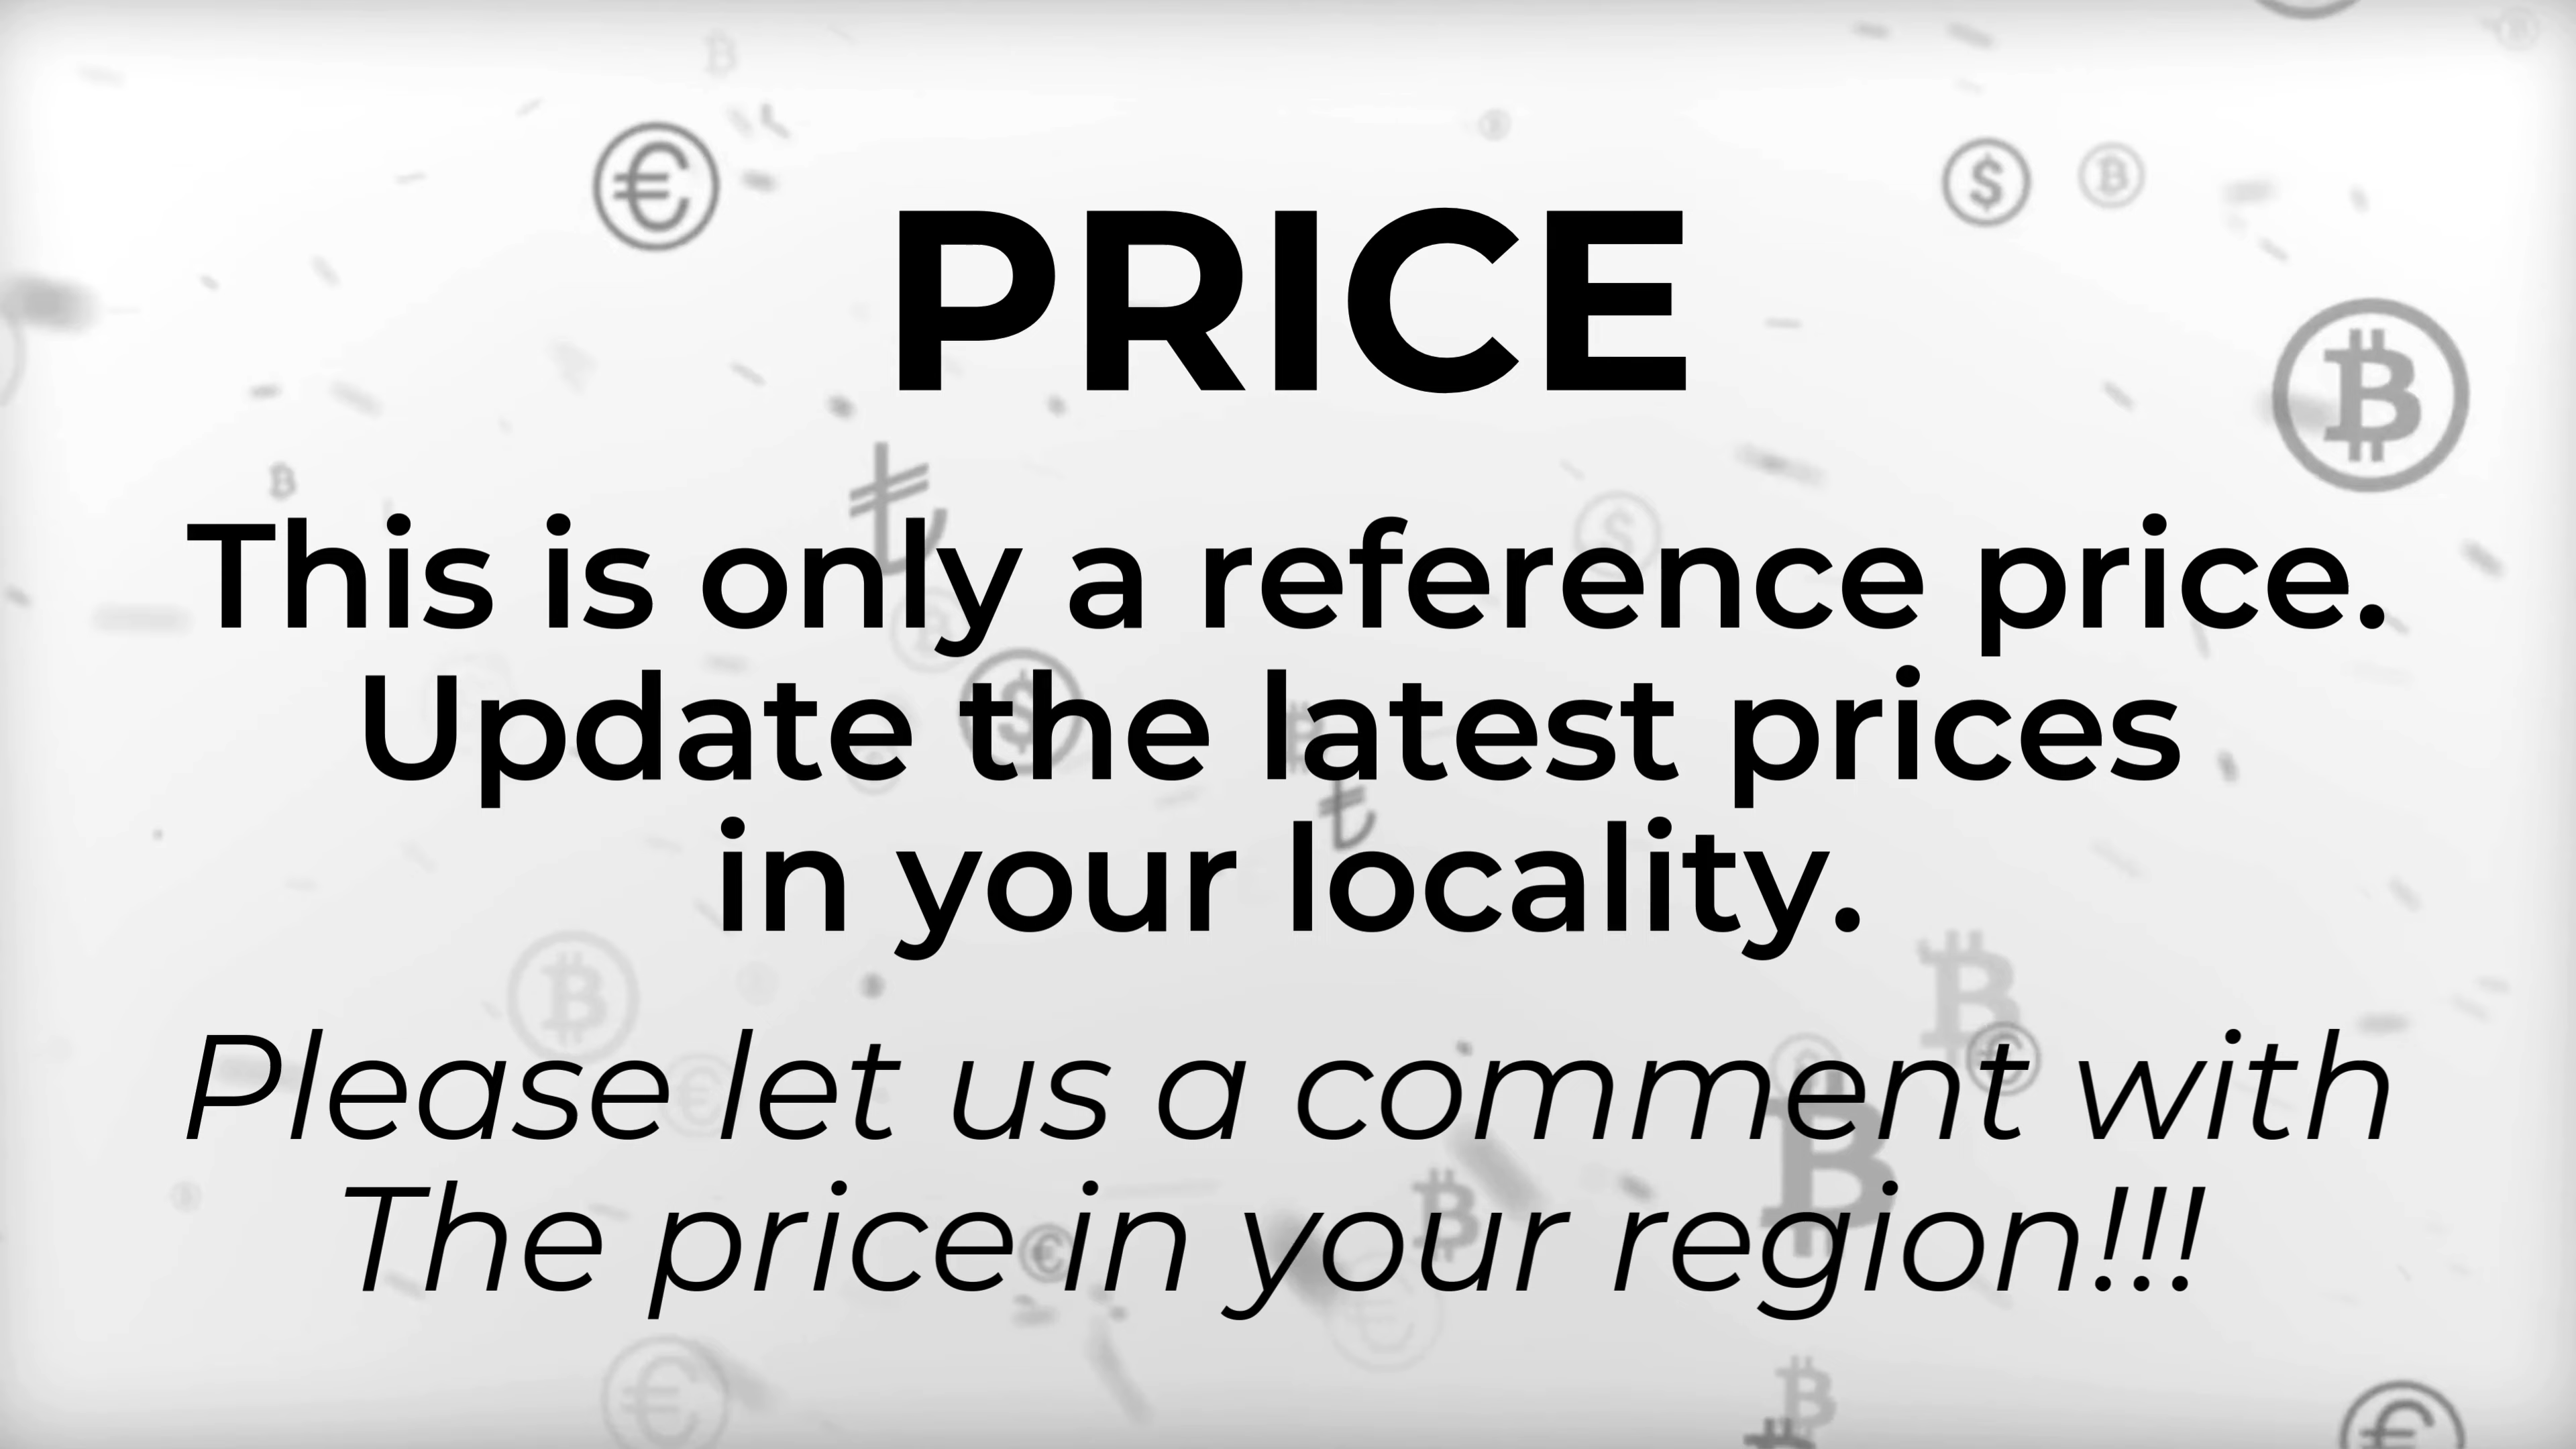 PRICE
This is only a reference price.
Update the latest prices
in your locality.
Please let us a comment with
The price in your region!!!